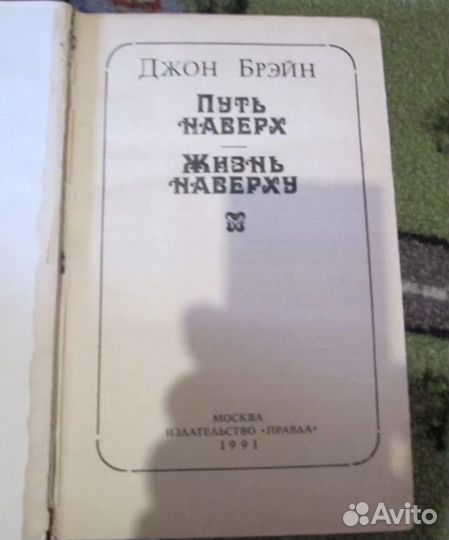 Джон Брэйн
Путь
наверх
Жизнь
наверху
Москва
Издательство «Правда»
1991
Avito